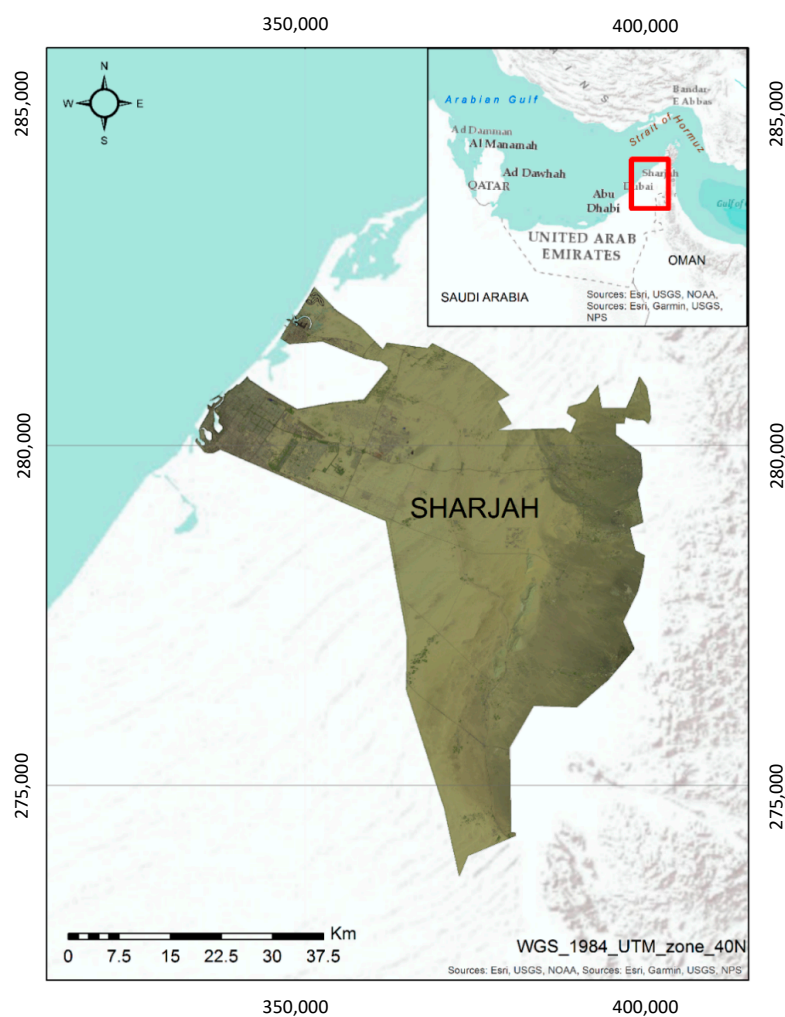 350,000
400,000
285,000
285,000
N
W
E
S
Arabian Gulf
Ad Damman
Al Manamah
Ad Dawhah
QATAR
Abu
Dhabi
Dubai
Sharjah
Strait of Hormuz
Bandar-
E Abbas
Gulf of
I N S
UNITED ARAB
EMIRATES
OMAN
SAUDI ARABIA
Sources: Esri, USGS, NOAA,
Sources: Esri, Garmin, USGS,
NPS
280,000
280,000
SHARJAH
275,000
275,000
Km
0 7.5 15 22.5 30 37.5
WGS_1984_UTM_zone_40N
Sources: Esri, USGS, NOAA, Sources: Esri, Garmin, USGS, NPS
350,000
400,000